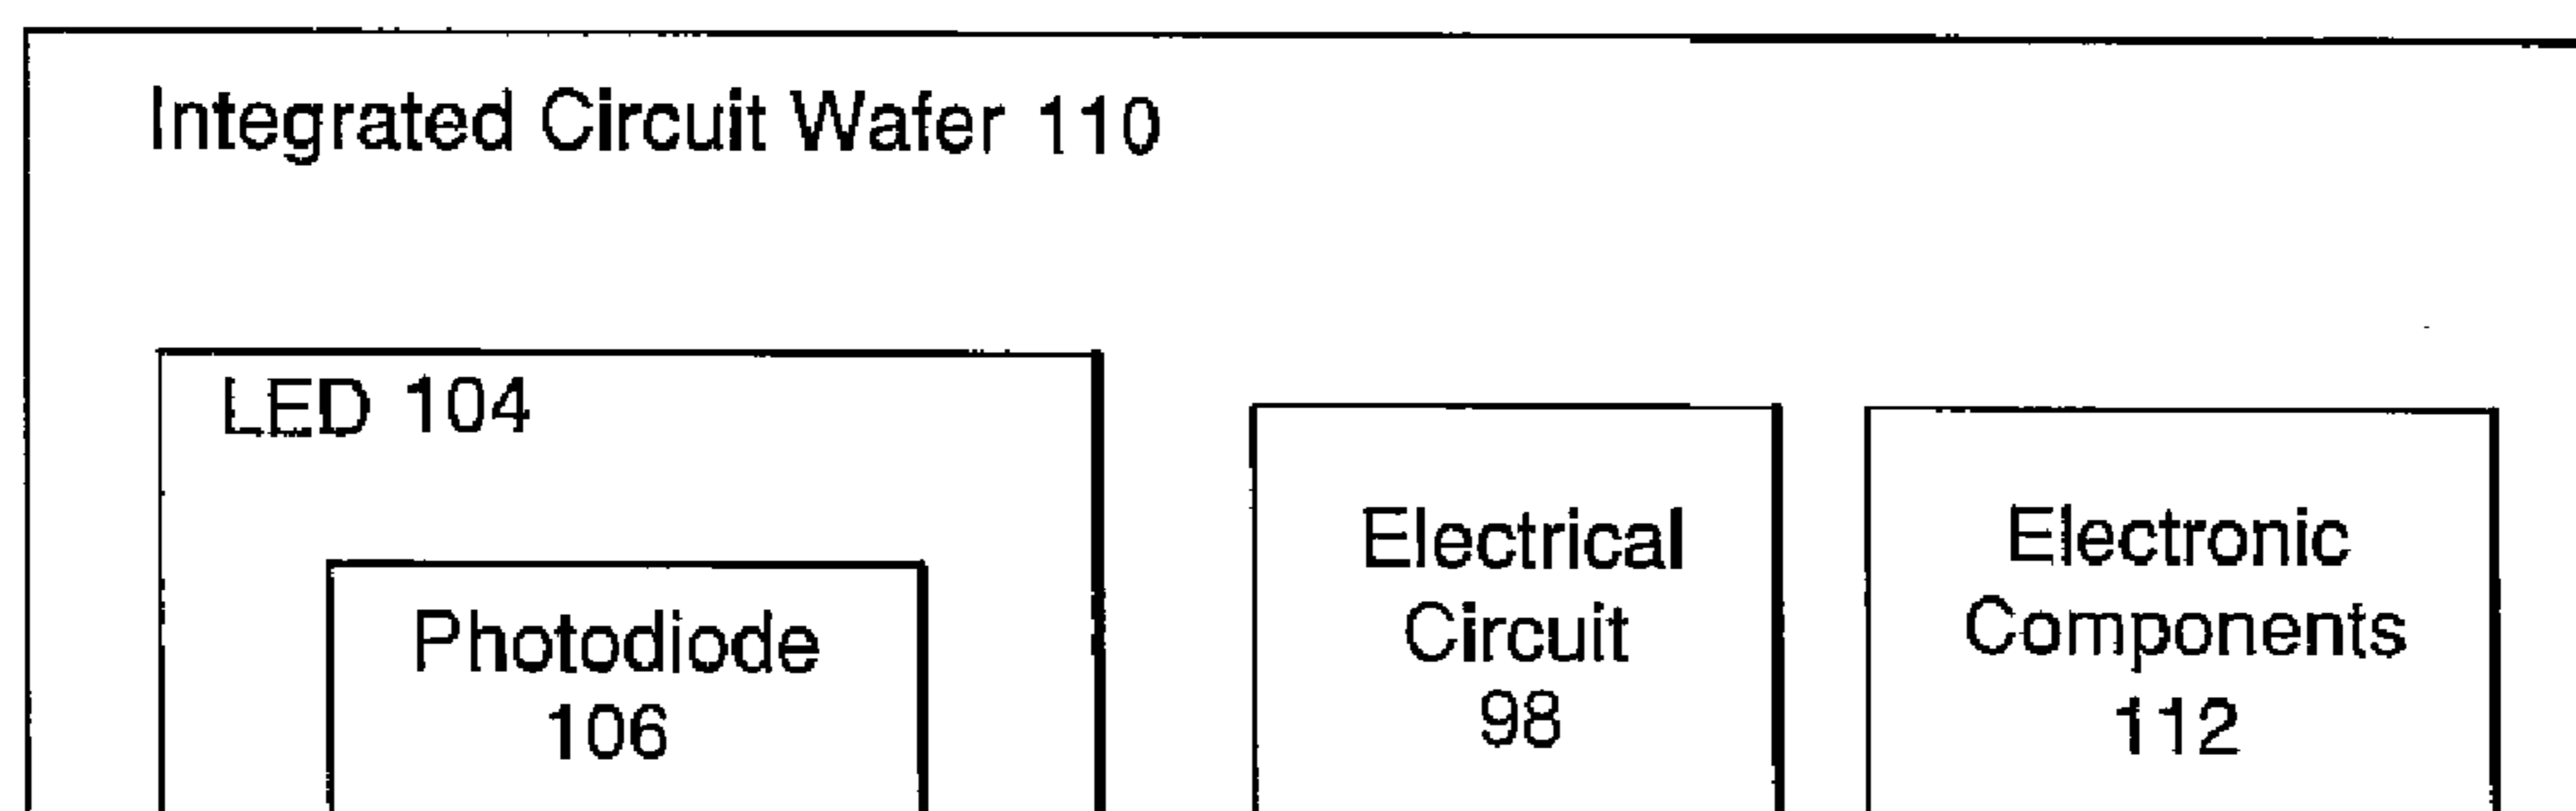 Integrated Circuit Wafer 110
LED 104
Photodiode
106
Electrical
Circuit
98
Electronic
Components
112